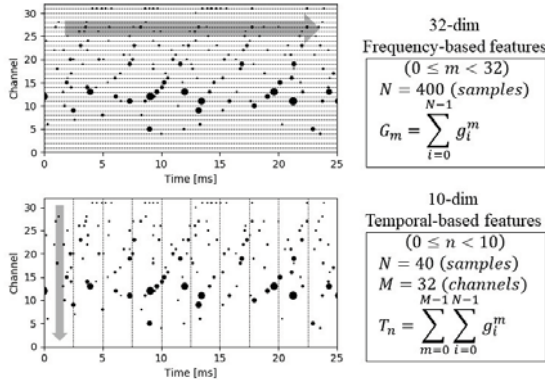 32-dim
Frequency-based features
(0 ≤ m < 32)
N = 400 (samples)
G_m = \sum_{i=0}^{N-1} g_i^m
Channel
30
25
20
15
10
5
0
0 5 10 15 20 25
Time [ms]
10-dim
Temporal-based features
(0 ≤ n < 10)
N = 40 (samples)
M = 32 (channels)
T_n = \sum_{m=0}^{M-1} \sum_{i=0}^{N-1} g_i^m
Channel
30
25
20
15
10
5
0
0 5 10 15 20 25
Time [ms]